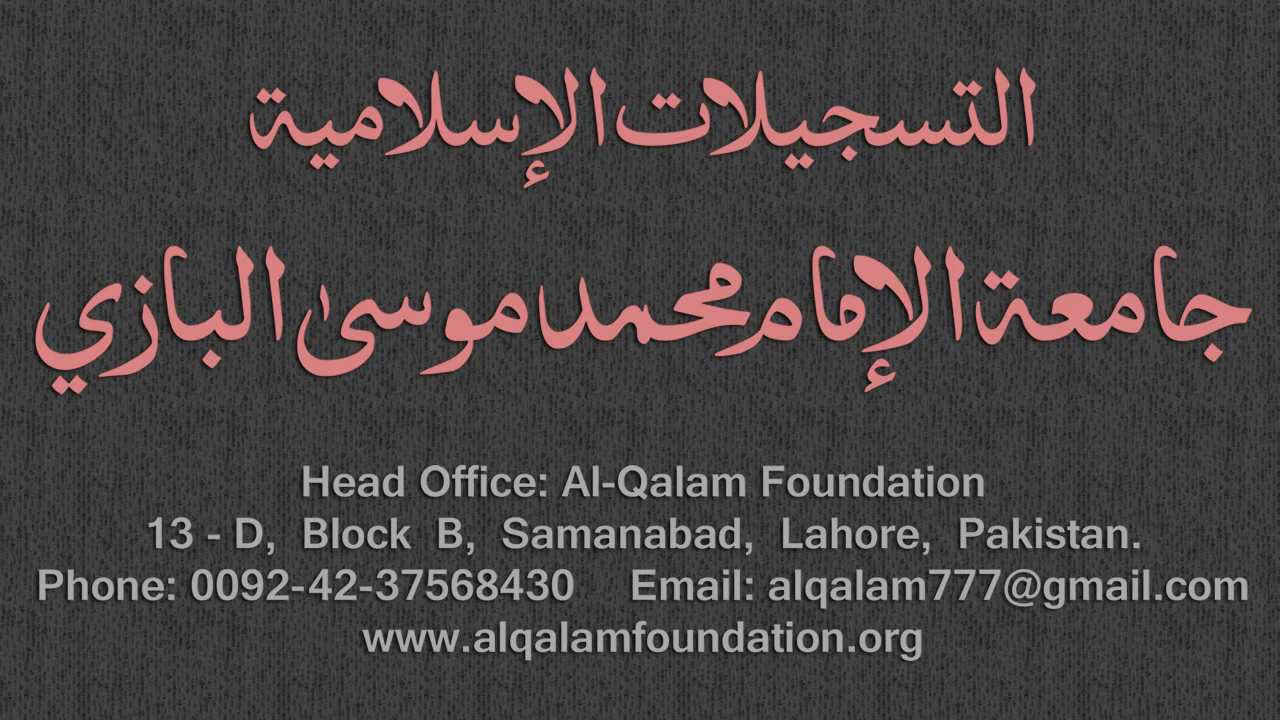 التسجيلات الإسلامية
جامعة الإمام محمد موسىٰ البازي
Head Office: Al-Qalam Foundation
13 - D, Block B, Samanabad, Lahore, Pakistan.
Phone: 0092-42-37568430 Email: alqalam777@gmail.com
www.alqalamfoundation.org